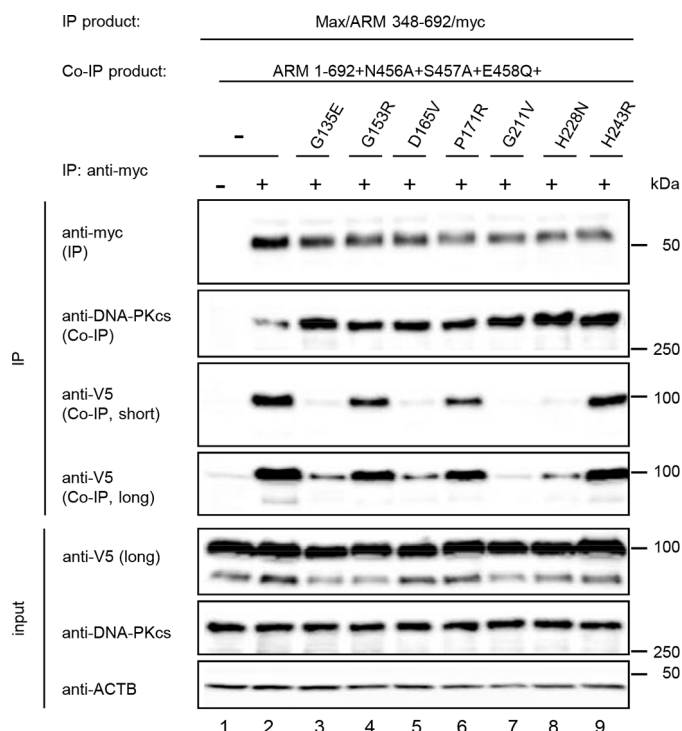 IP product: Max/ARM 348-692/myc
Co-IP product: ARM 1-692+N456A+S457A+E458Q+
- G135E G153R D165V P171R G211V H228N H243R
IP: anti-myc
- + + + + + + + + kDa
IP
anti-myc
(IP)
50
anti-DNA-PKcs
(Co-IP)
250
anti-V5
(Co-IP, short)
100
anti-V5
(Co-IP, long)
100
input
anti-V5 (long)
100
anti-DNA-PKcs
250
anti-ACTB
50
1 2 3 4 5 6 7 8 9